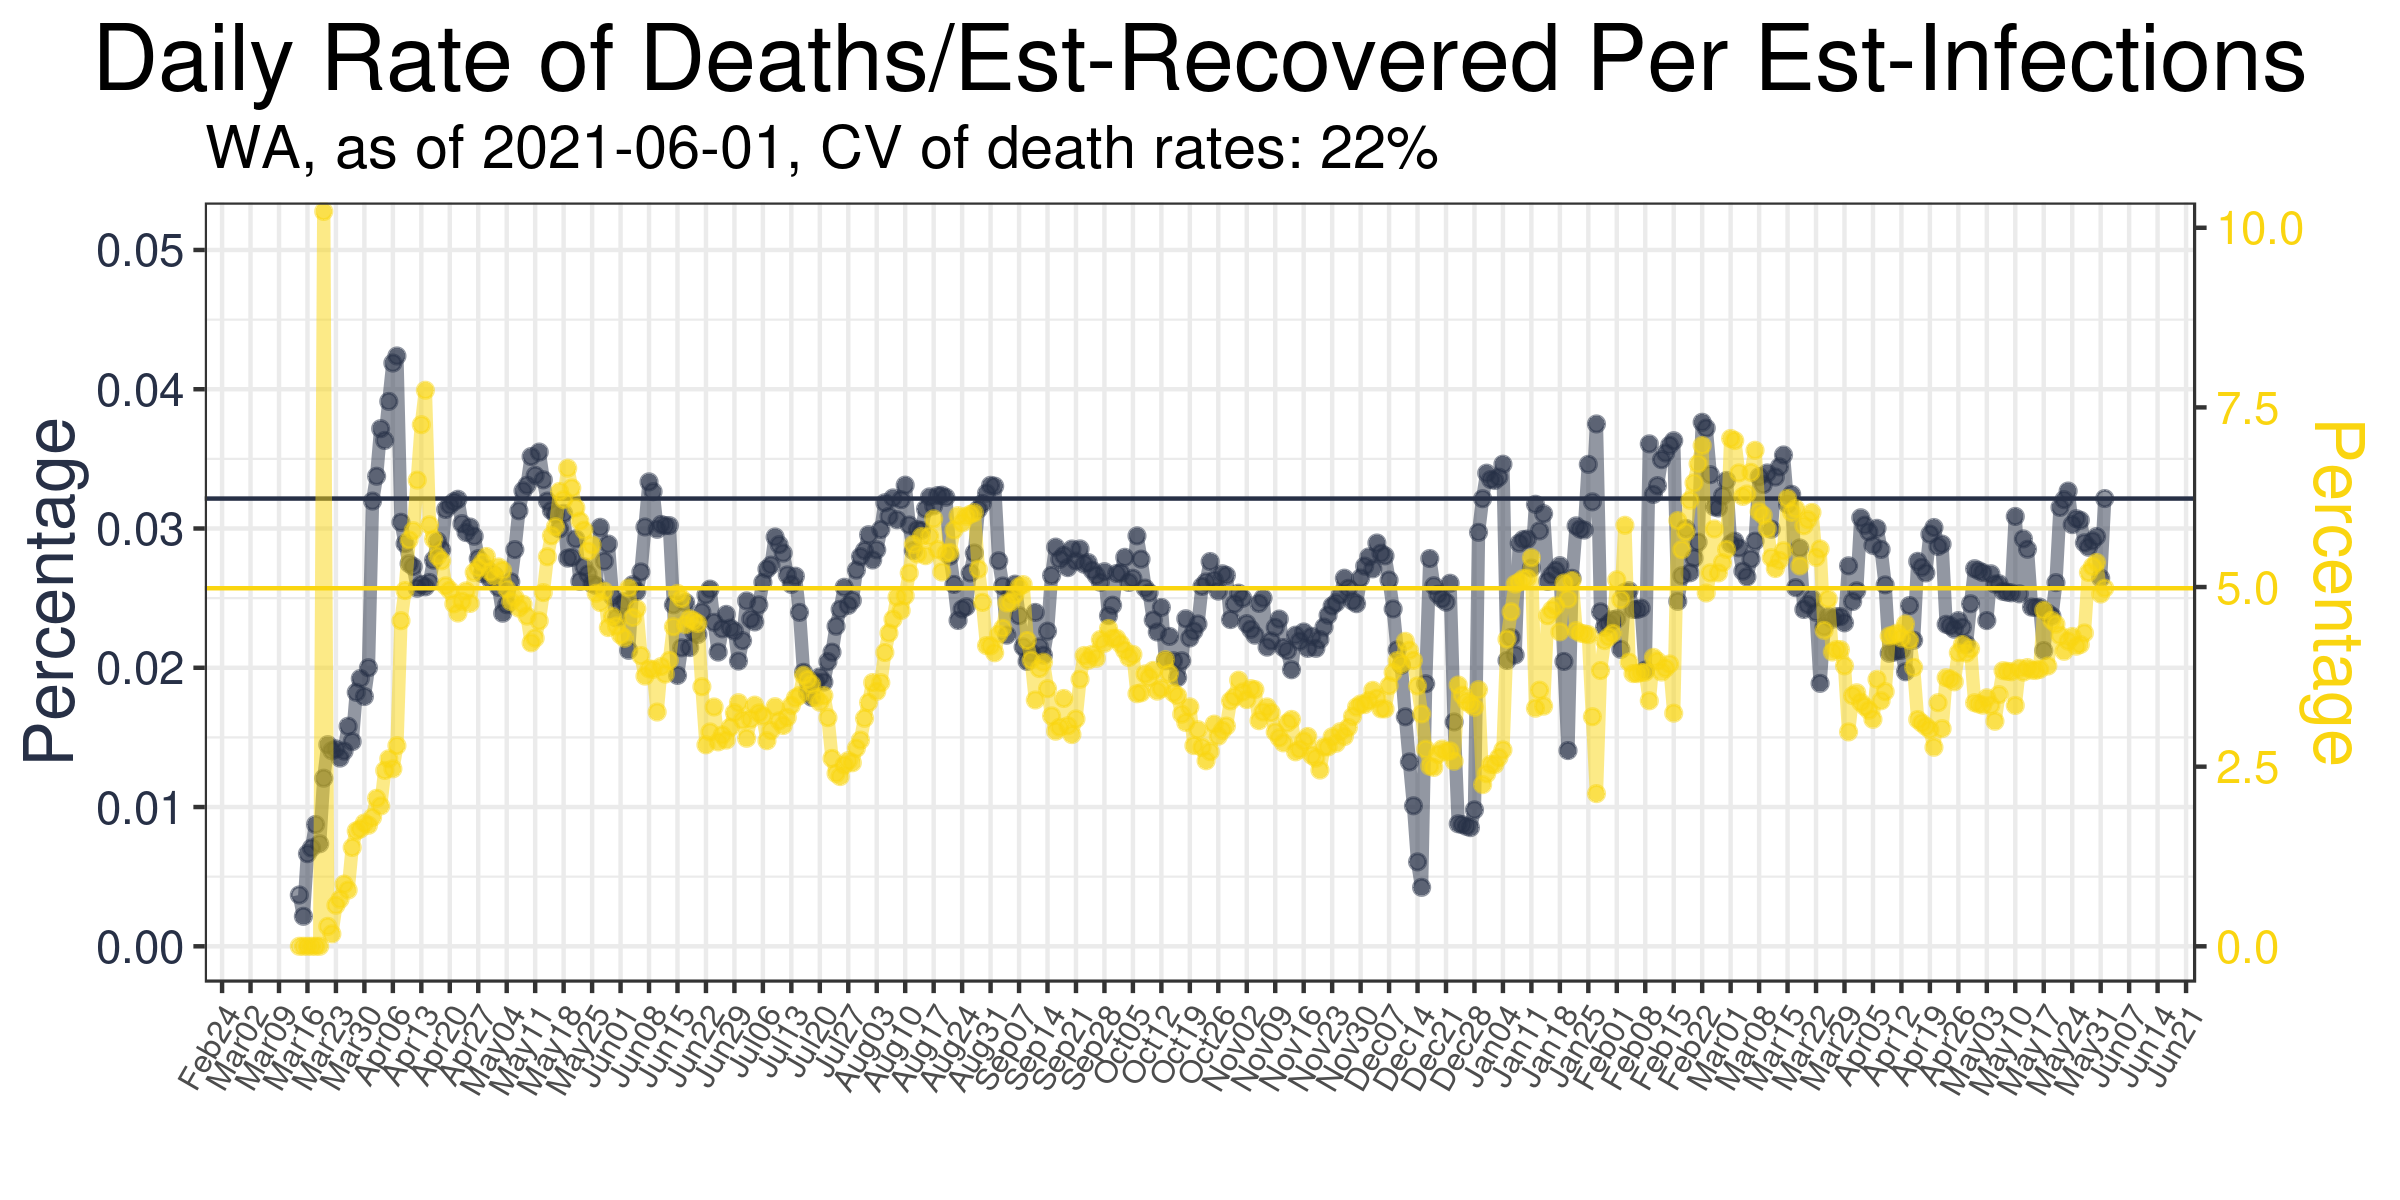 Daily Rate of Deaths/Est-Recovered Per Est-Infections
WA, as of 2021-06-01, CV of death rates: 22%
Percentage
0.05
0.04
0.03
0.02
0.01
0.00
10.0
7.5
5.0
2.5
0.0
Percentage
Feb24
Mar02
Mar09
Mar16
Mar23
Mar30
Apr06
Apr13
Apr20
Apr27
May04
May11
May18
May25
Jun01
Jun08
Jun15
Jun22
Jun29
Jul06
Jul13
Jul20
Jul27
Aug03
Aug10
Aug17
Aug24
Aug31
Sep07
Sep14
Sep21
Sep28
Oct05
Oct12
Oct19
Oct26
Nov02
Nov09
Nov16
Nov23
Nov30
Dec07
Dec14
Dec21
Dec28
Jan04
Jan11
Jan18
Jan25
Feb01
Feb08
Feb15
Feb22
Mar01
Mar08
Mar15
Mar22
Mar29
Apr05
Apr12
Apr19
Apr26
May03
May10
May17
May24
May31
Jun07
Jun14
Jun21